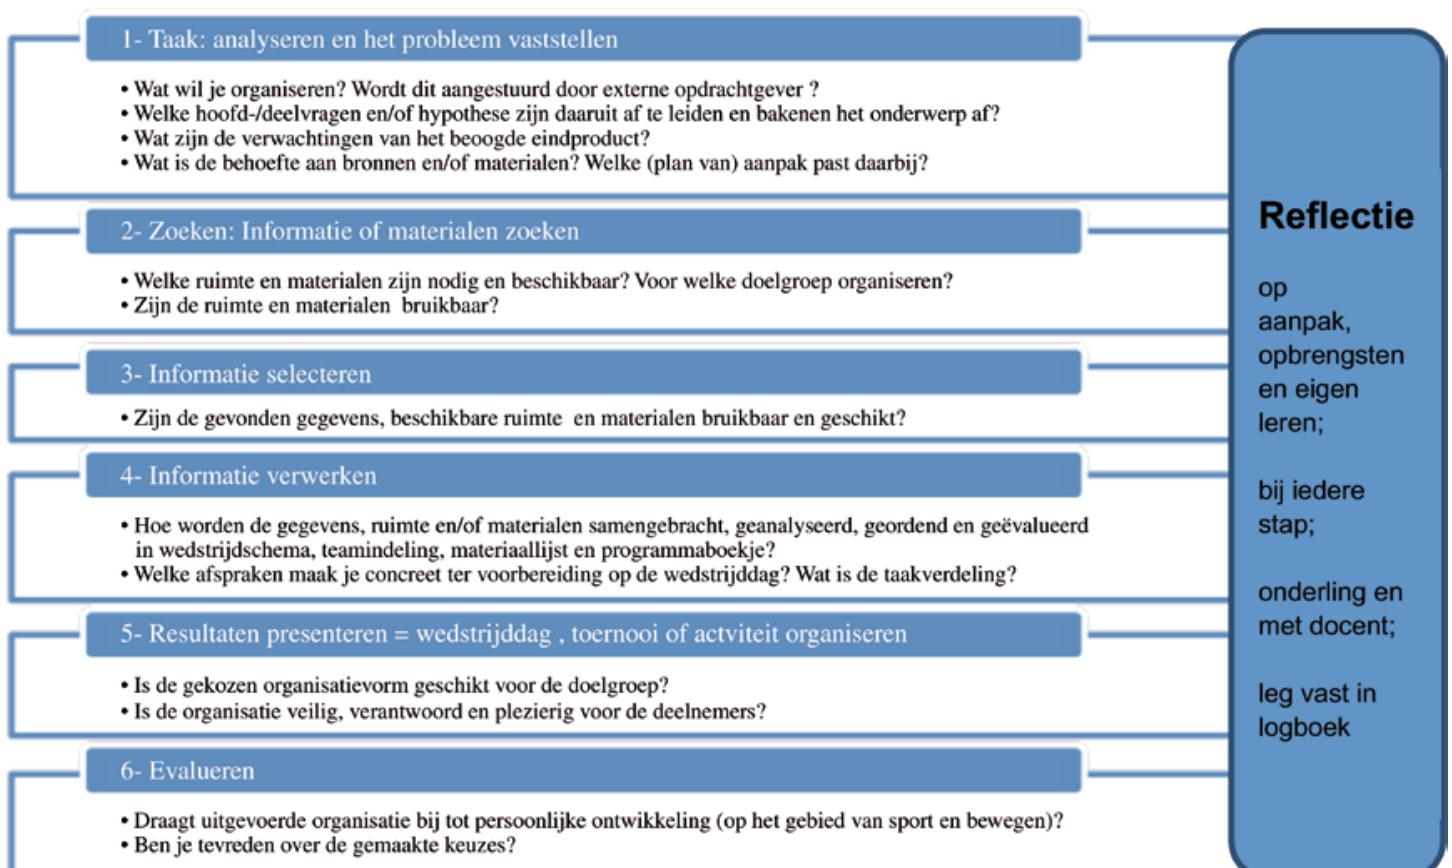 1- Taak: analyseren en het probleem vaststellen
• Wat wil je organiseren? Wordt dit aangestuurd door externe opdrachtgever ?
• Welke hoofd-/deelvragen en/of hypothese zijn daaruit af te leiden en bakenen het onderwerp af?
• Wat zijn de verwachtingen van het beoogde eindproduct?
• Wat is de behoefte aan bronnen en/of materialen? Welke (plan van) aanpak past daarbij?
2- Zoeken: Informatie of materialen zoeken
• Welke ruimte en materialen zijn nodig en beschikbaar? Voor welke doelgroep organiseren?
• Zijn de ruimte en materialen bruikbaar?
3- Informatie selecteren
• Zijn de gevonden gegevens, beschikbare ruimte en materialen bruikbaar en geschikt?
4- Informatie verwerken
• Hoe worden de gegevens, ruimte en/of materialen samengebracht, geanalyseerd, geordend en geëvalueerd
in wedstrijdschema, teamindeling, materiaallijst en programmaboekje?
• Welke afspraken maak je concreet ter voorbereiding op de wedstrijddag? Wat is de taakverdeling?
5- Resultaten presenteren = wedstrijddag , toernooi of actviteit organiseren
• Is de gekozen organisatievorm geschikt voor de doelgroep?
• Is de organisatie veilig, verantwoord en plezierig voor de deelnemers?
6- Evalueren
• Draagt uitgevoerde organisatie bij tot persoonlijke ontwikkeling (op het gebied van sport en bewegen)?
• Ben je tevreden over de gemaakte keuzes?
Reflectie
op
aanpak,
opbrengsten
en eigen
leren;
bij iedere
stap;
onderling en
met docent;
leg vast in
logboek